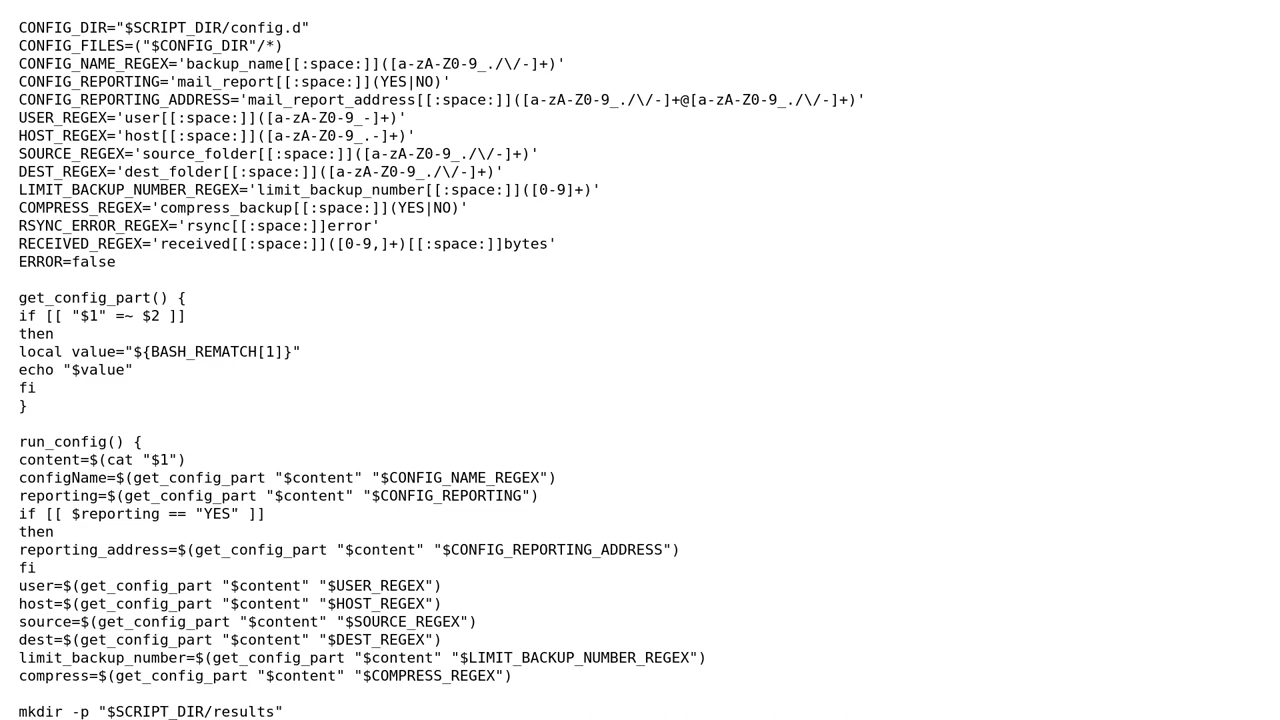 CONFIG_DIR="$SCRIPT_DIR/config.d"
CONFIG_FILES=("$CONFIG_DIR"/*)
CONFIG_NAME_REGEX='backup_name[[:space:]]([a-zA-Z0-9_./\/-]+)'
CONFIG_REPORTING='mail_report[[:space:]](YES|NO)'
CONFIG_REPORTING_ADDRESS='mail_report_address[[:space:]]([a-zA-Z0-9_./\/-]+@[a-zA-Z0-9_./\/-]+)'
USER_REGEX='user[[:space:]]([a-zA-Z0-9_-]+)'
HOST_REGEX='host[[:space:]]([a-zA-Z0-9_.-]+)'
SOURCE_REGEX='source_folder[[:space:]]([a-zA-Z0-9_./\/-]+)'
DEST_REGEX='dest_folder[[:space:]]([a-zA-Z0-9_./\/-]+)'
LIMIT_BACKUP_NUMBER_REGEX='limit_backup_number[[:space:]]([0-9]+)'
COMPRESS_REGEX='compress_backup[[:space:]](YES|NO)'
RSYNC_ERROR_REGEX='rsync[[:space:]]error'
RECEIVED_REGEX='received[[:space:]]([0-9,]+)[[:space:]]bytes'
ERROR=false

get_config_part() {
if [[ "$1" =~ $2 ]]
then
local value="${BASH_REMATCH[1]}"
echo "$value"
fi
}

run_config() {
content=$(cat "$1")
configName=$(get_config_part "$content" "$CONFIG_NAME_REGEX")
reporting=$(get_config_part "$content" "$CONFIG_REPORTING")
if [[ $reporting == "YES" ]]
then
reporting_address=$(get_config_part "$content" "$CONFIG_REPORTING_ADDRESS")
fi
user=$(get_config_part "$content" "$USER_REGEX")
host=$(get_config_part "$content" "$HOST_REGEX")
source=$(get_config_part "$content" "$SOURCE_REGEX")
dest=$(get_config_part "$content" "$DEST_REGEX")
limit_backup_number=$(get_config_part "$content" "$LIMIT_BACKUP_NUMBER_REGEX")
compress=$(get_config_part "$content" "$COMPRESS_REGEX")

mkdir -p "$SCRIPT_DIR/results"